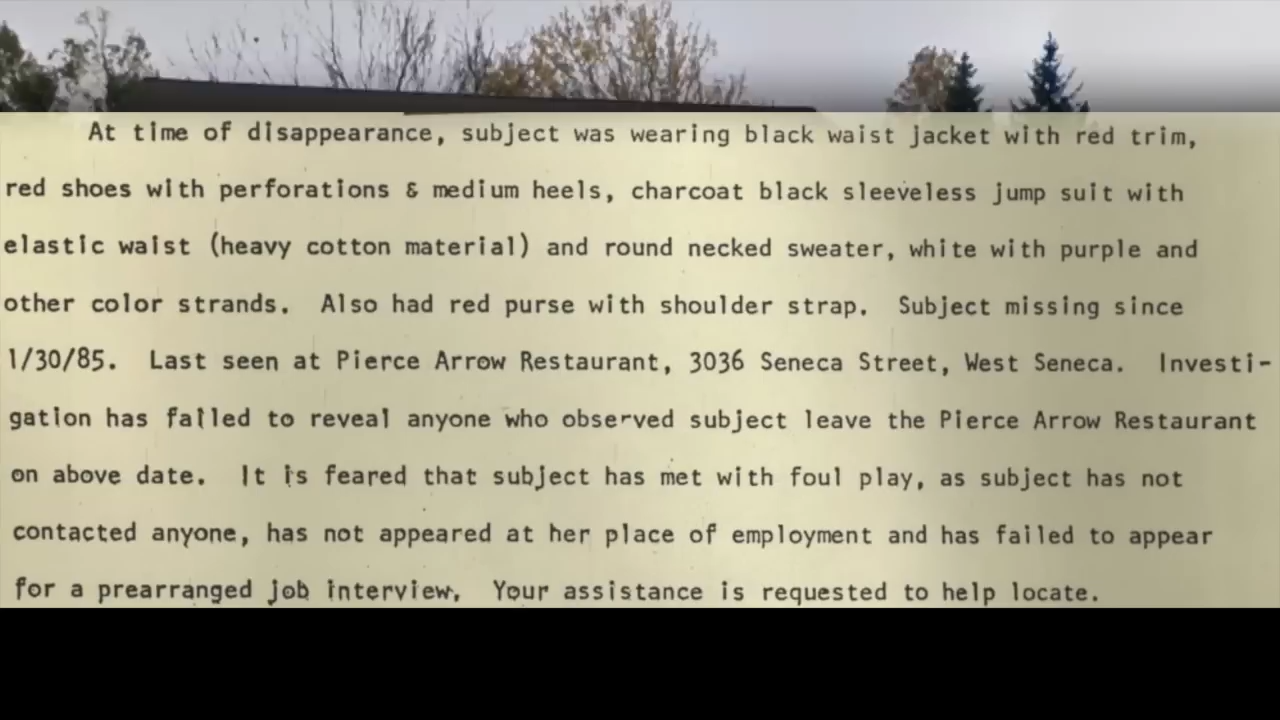 At time of disappearance, subject was wearing black waist jacket with red trim,
red shoes with perforations & medium heels, charcoat black sleeveless jump suit with
elastic waist (heavy cotton material) and round necked sweater, white with purple and
other color strands. Also had red purse with shoulder strap. Subject missing since
1/30/85. Last seen at Pierce Arrow Restaurant, 3036 Seneca Street, West Seneca. Investi-
gation has failed to reveal anyone who observed subject leave the Pierce Arrow Restaurant
on above date. It is feared that subject has met with foul play, as subject has not
contacted anyone, has not appeared at her place of employment and has failed to appear
for a prearranged job interview. Your assistance is requested to help locate.